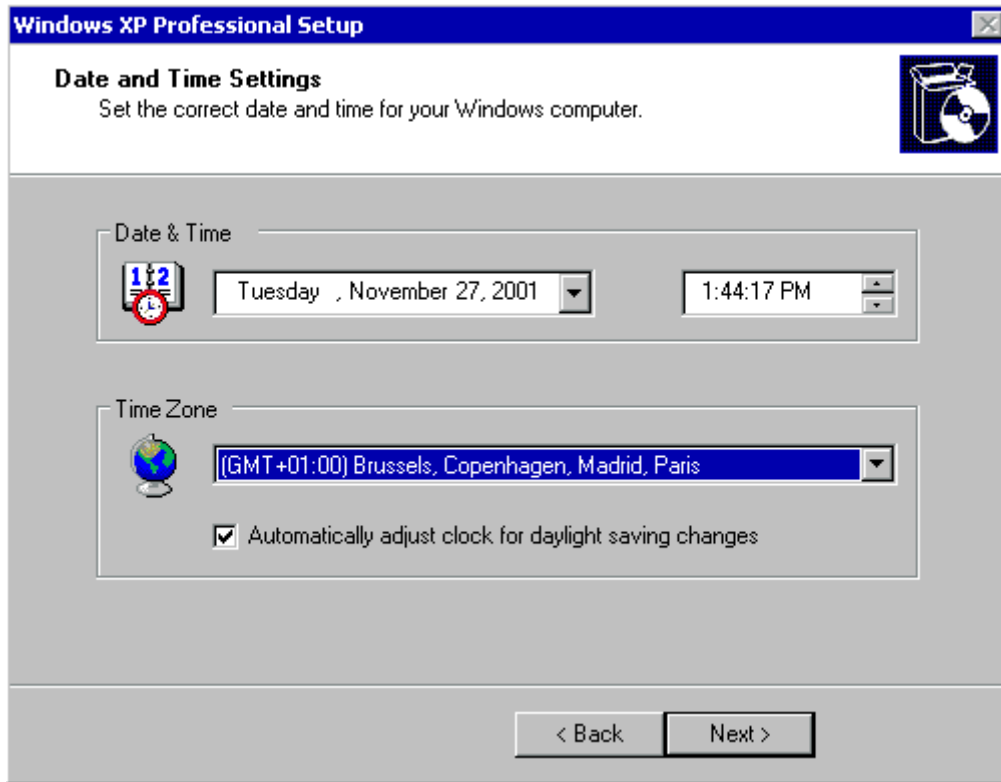 Windows XP Professional Setup
Date and Time Settings
Set the correct date and time for your Windows computer.
Date & Time
1 2
Tuesday , November 27, 2001
1:44:17 PM
Time Zone
(GMT+01:00) Brussels, Copenhagen, Madrid, Paris
Automatically adjust clock for daylight saving changes
< Back
Next >